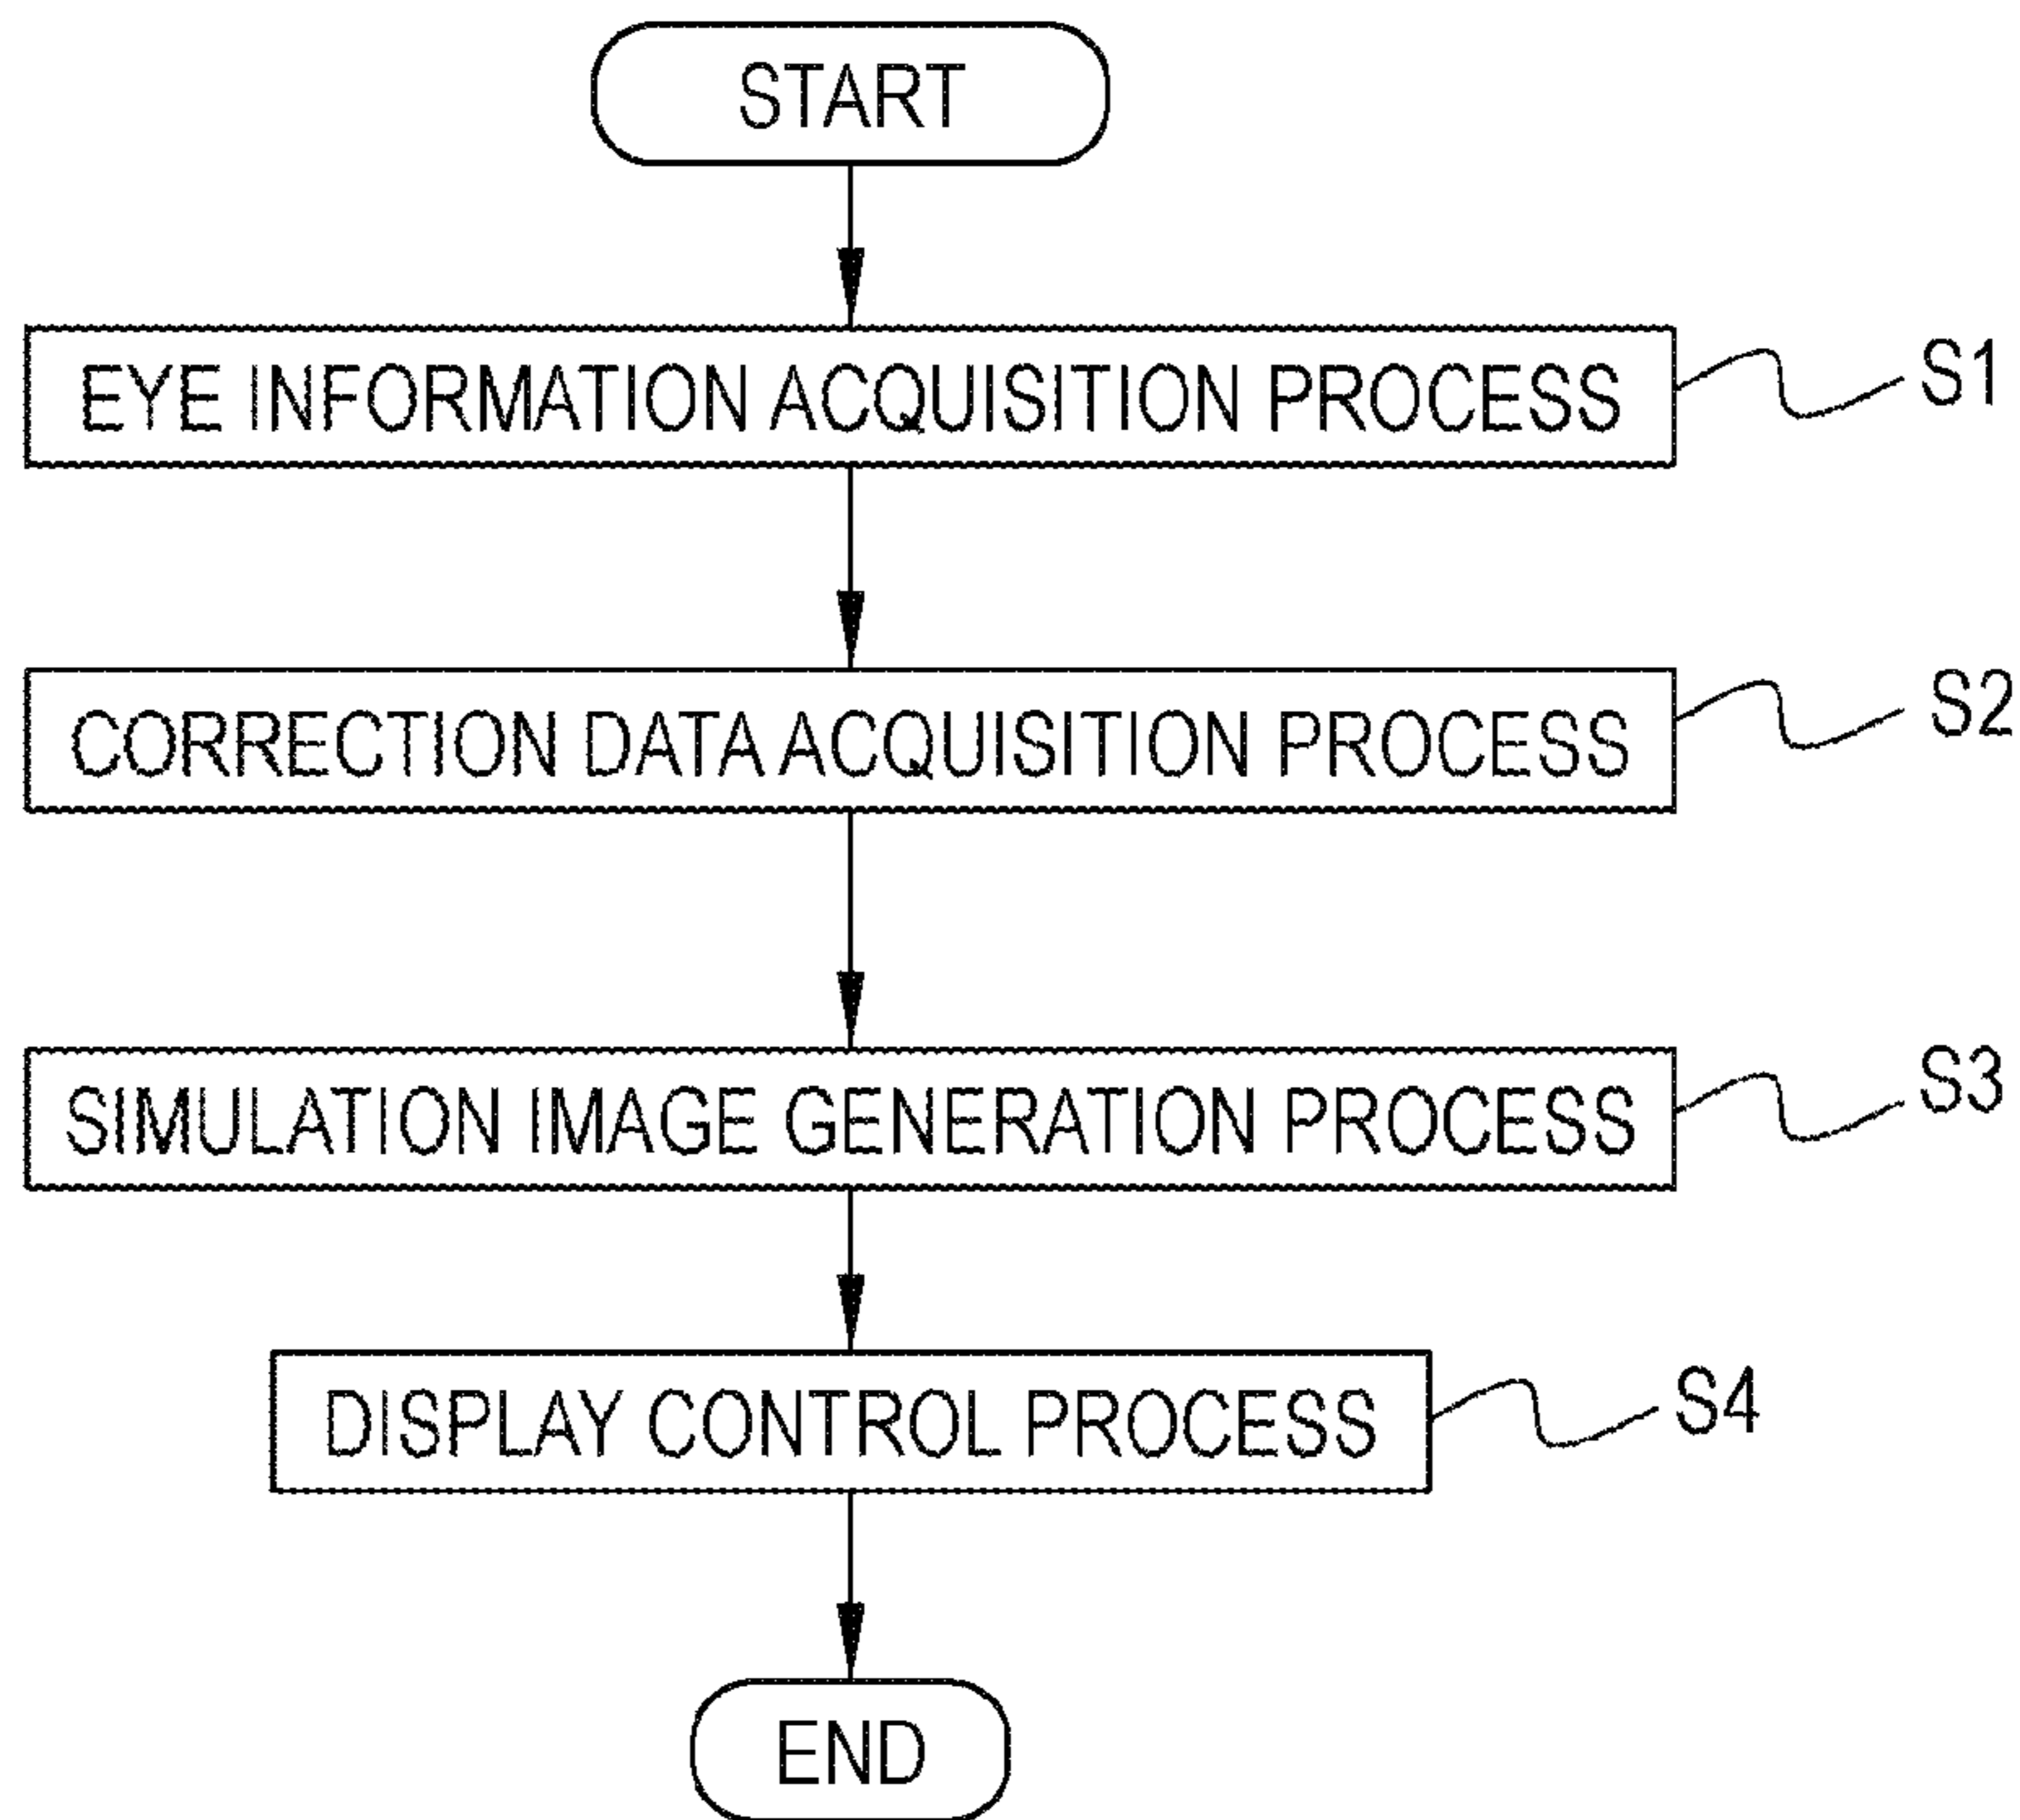 START
EYE INFORMATION ACQUISITION PROCESS
S1
CORRECTION DATA ACQUISITION PROCESS
S2
SIMULATION IMAGE GENERATION PROCESS
S3
DISPLAY CONTROL PROCESS
S4
END